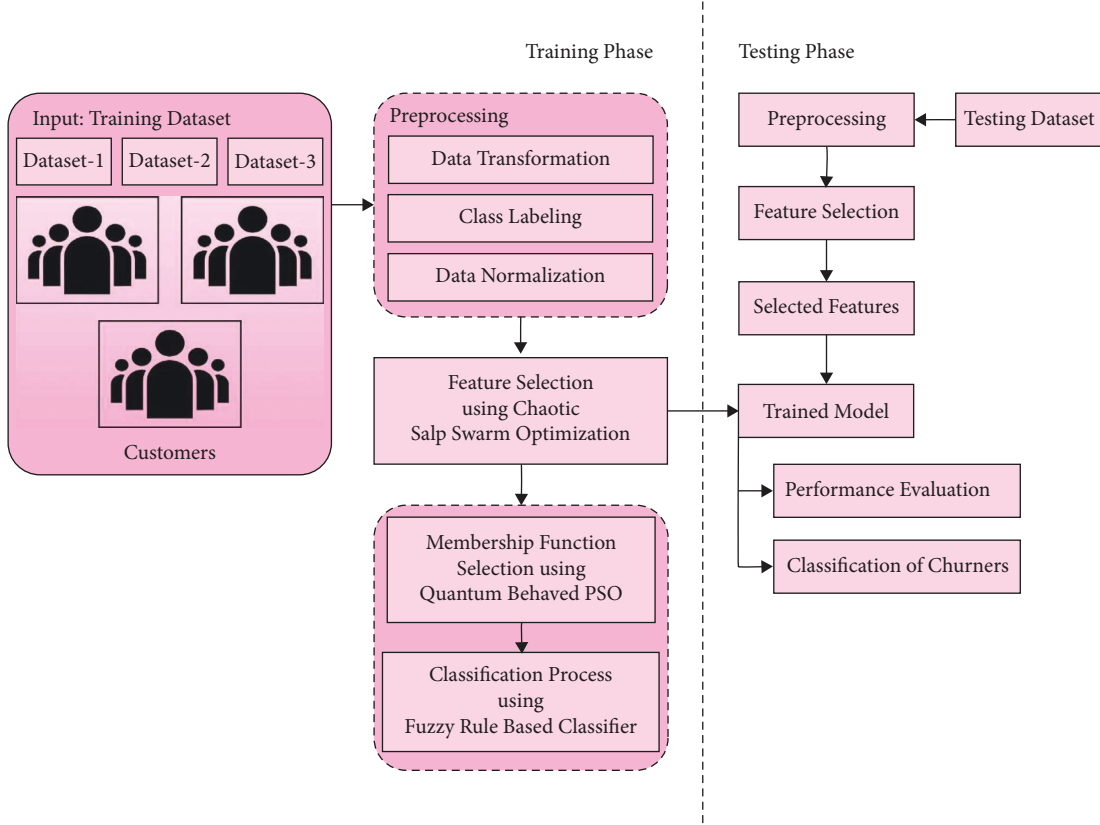 Training Phase
Testing Phase
Input: Training Dataset
Dataset-1
Dataset-2
Dataset-3
Customers
Preprocessing
Data Transformation
Class Labeling
Data Normalization
Feature Selection
using Chaotic
Salp Swarm Optimization
Membership Function
Selection using
Quantum Behaved PSO
Classification Process
using
Fuzzy Rule Based Classifier
Preprocessing
Testing Dataset
Feature Selection
Selected Features
Trained Model
Performance Evaluation
Classification of Churners